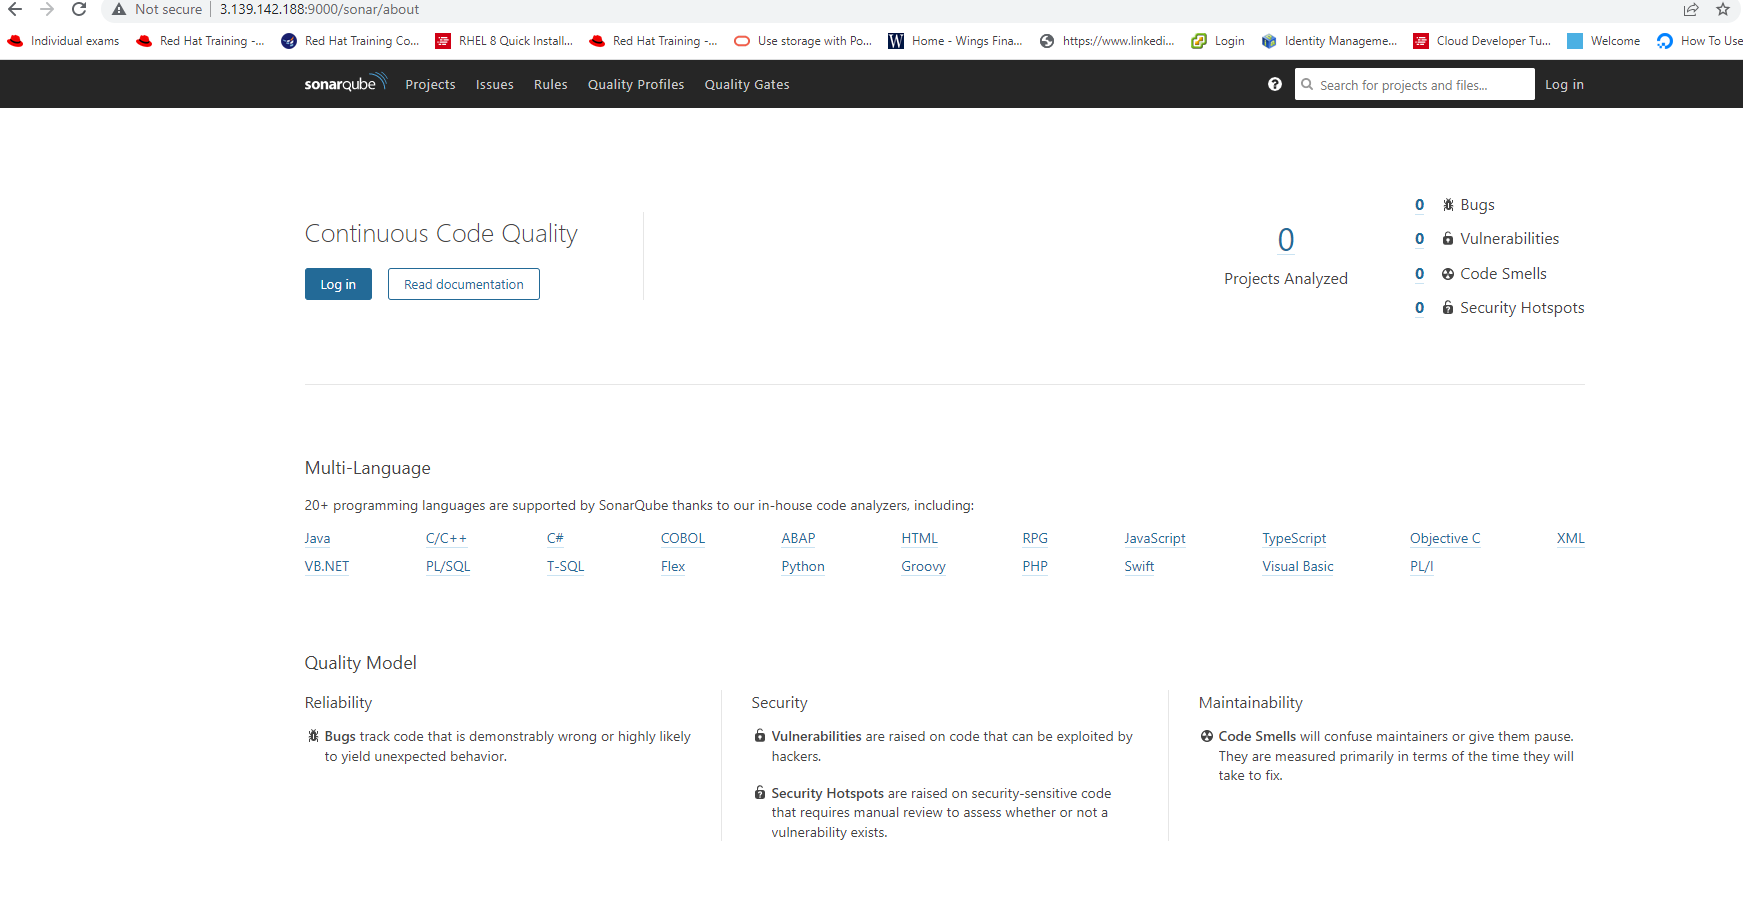 Not secure | 3.139.142.188:9000/sonar/about
Individual exams Red Hat Training -... Red Hat Training Co... RHEL 8 Quick Install... Red Hat Training -... Use storage with Po... W Home - Wings Fina... https://www.linkedi... Login Identity Manageme... Cloud Developer Tu... Welcome How To Use
sonarqube Projects Issues Rules Quality Profiles Quality Gates ? Search for projects and files... Log in
Continuous Code Quality
Log in Read documentation
0
Projects Analyzed
0 Bugs
0 Vulnerabilities
0 Code Smells
0 Security Hotspots
Multi-Language
20+ programming languages are supported by SonarQube thanks to our in-house code analyzers, including:
Java C/C++ C# COBOL ABAP HTML RPG JavaScript TypeScript Objective C XML
VB.NET PL/SQL T-SQL Flex Python Groovy PHP Swift Visual Basic PL/I
Quality Model
Reliability
Bugs track code that is demonstrably wrong or highly likely
to yield unexpected behavior.
Security
Vulnerabilities are raised on code that can be exploited by
hackers.
Security Hotspots are raised on security-sensitive code
that requires manual review to assess whether or not a
vulnerability exists.
Maintainability
Code Smells will confuse maintainers or give them pause.
They are measured primarily in terms of the time they will
take to fix.